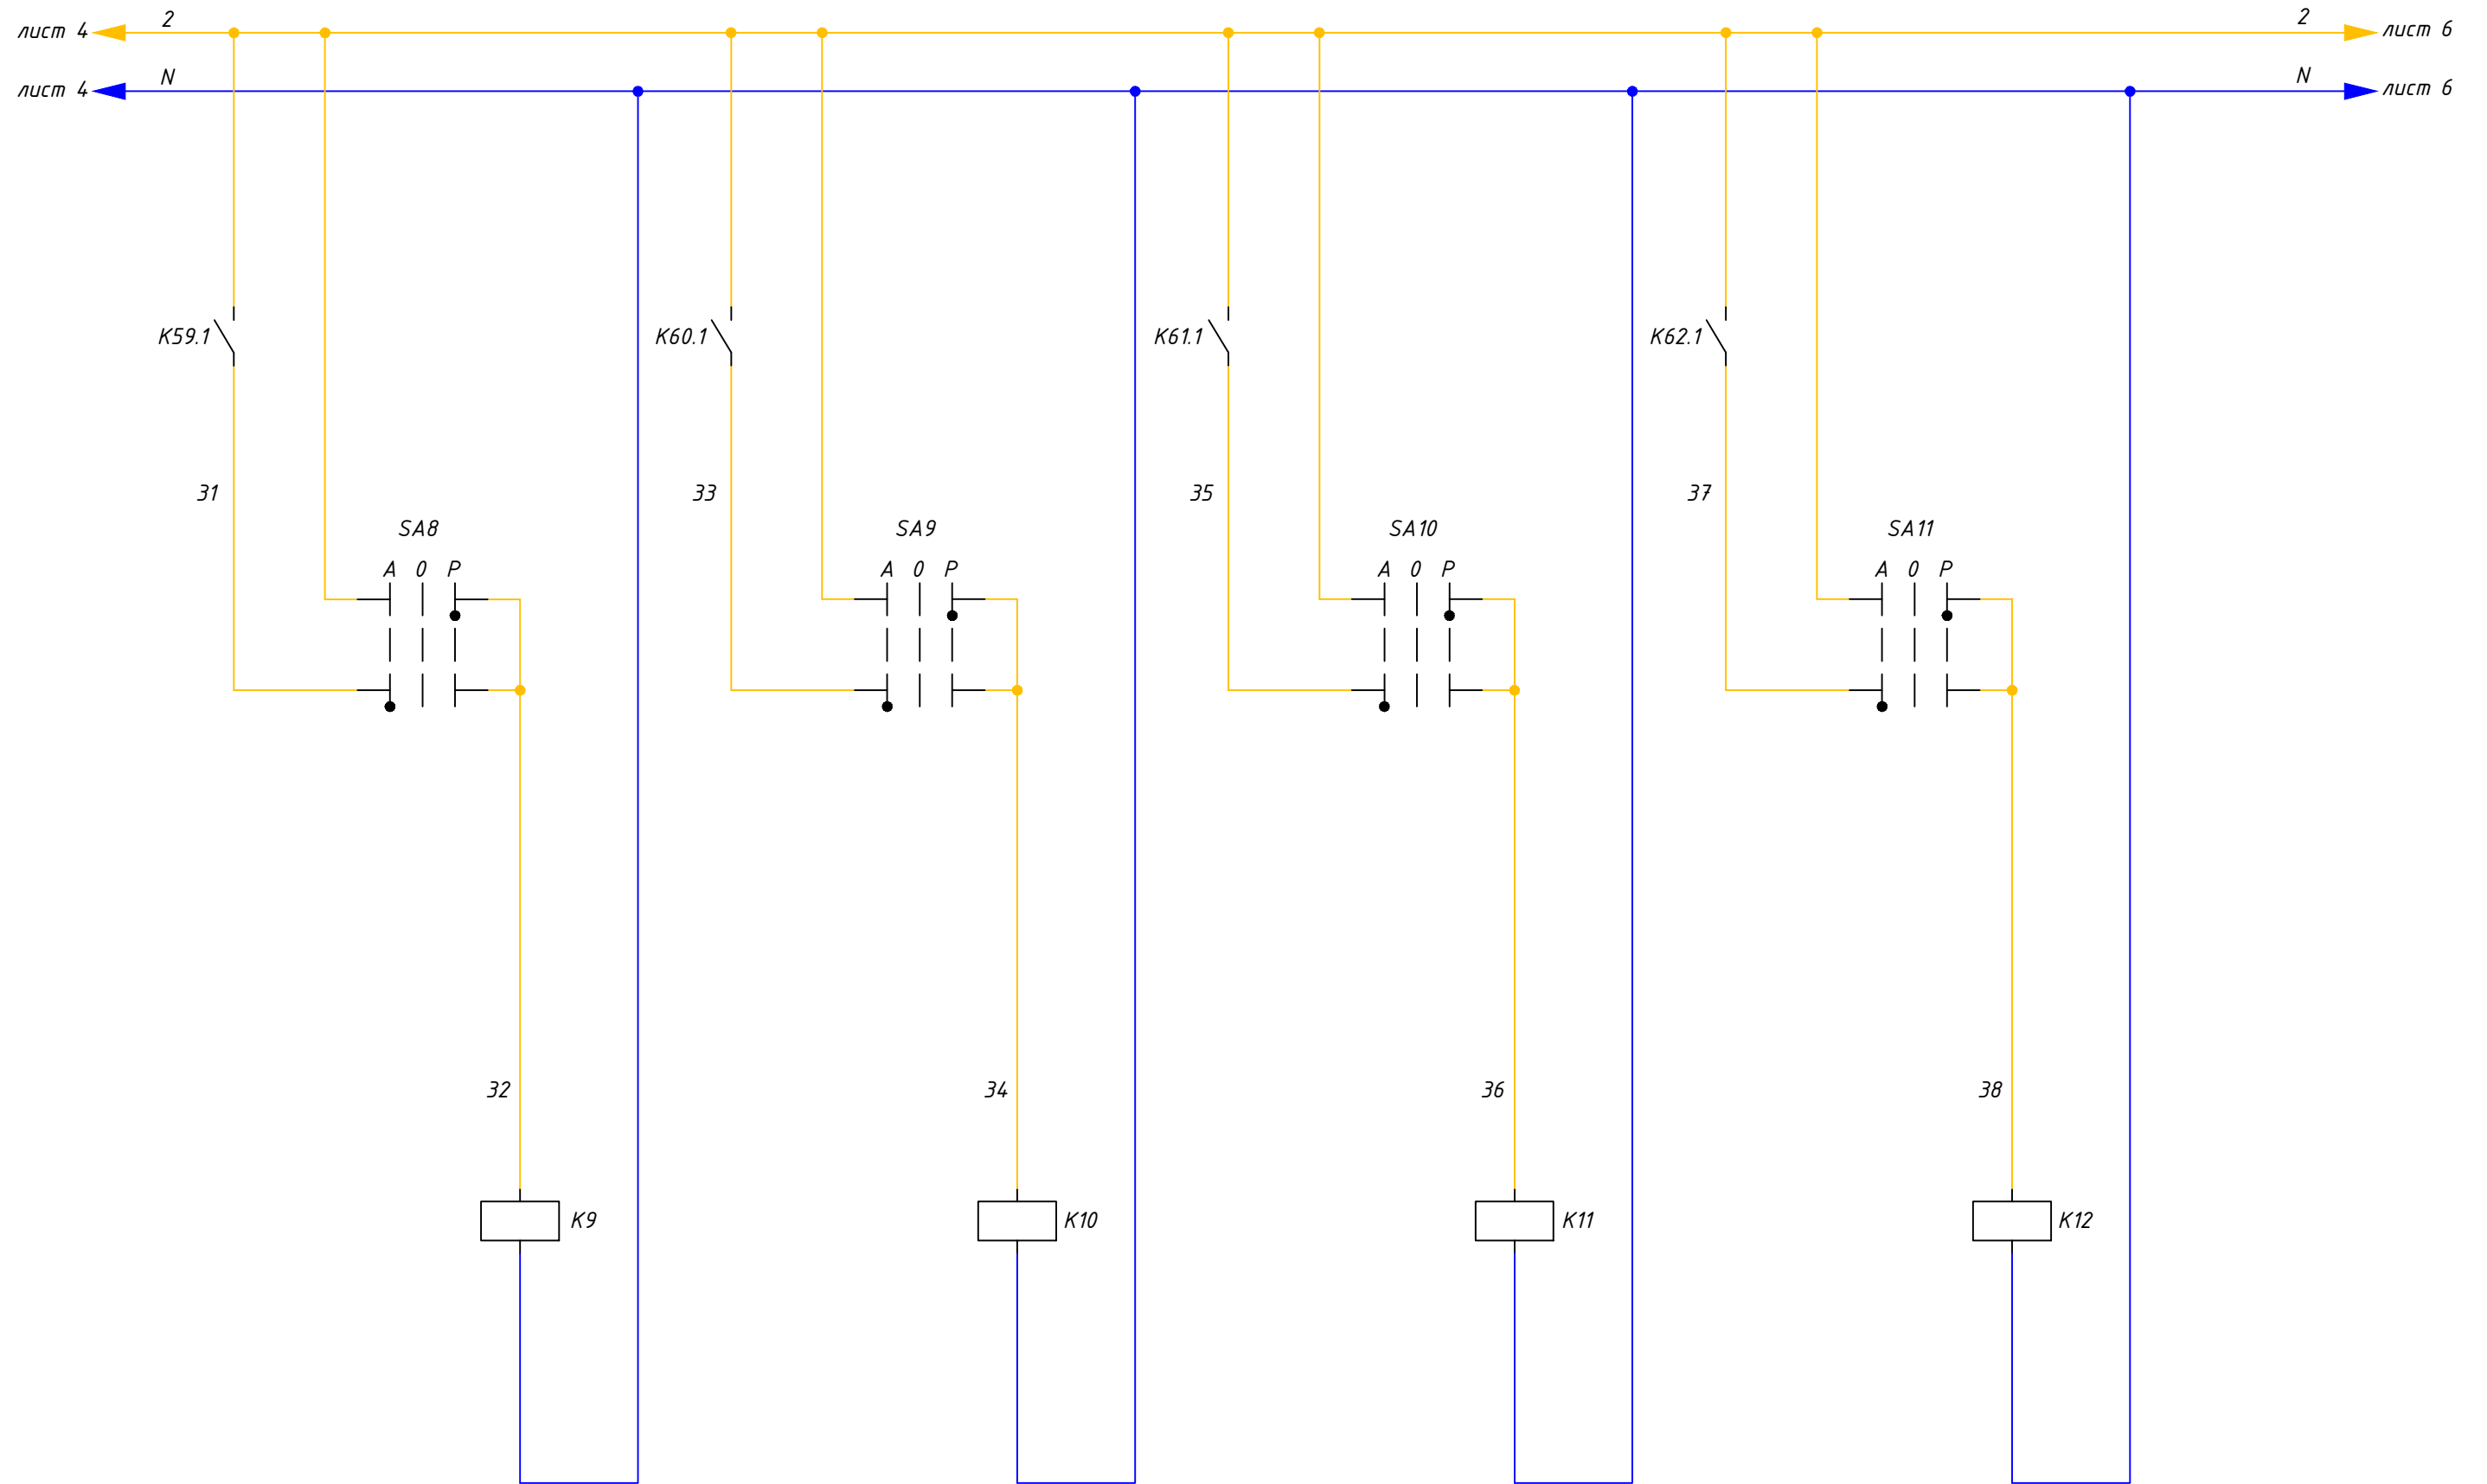 лист 4 2 2 лист 6
лист 4 N N лист 6
K59.1 K60.1 K61.1 K62.1
31 33 35 37
SA8 SA9 SA10 SA11
A 0 P A 0 P A 0 P A 0 P
32 34 36 38
K9 K10 K11 K12